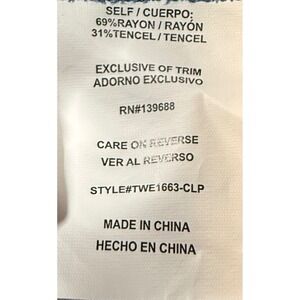 SELF / CUERPO:
69%RAYON / RAYÓN
31%TENCEL / TENCEL
EXCLUSIVE OF TRIM
ADORNO EXCLUSIVO
RN#139688
CARE ON REVERSE
VER AL REVERSO
STYLE#TWE1663-CLP
MADE IN CHINA
HECHO EN CHINA